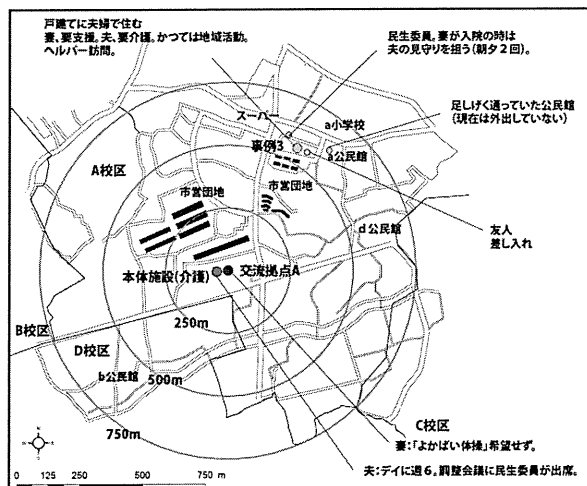 戸建てに夫婦で住む
妻、要支援。夫、要介護。かつては地域活動。
ヘルパー訪問。
民生委員。妻が入院の時は
夫の見守りを担う(朝夕2回)。
足しげく通っていた公民館
(現在は外出していない)
スーパー
a小学校
事例3
a公民館
A校区
市営団地
市営団地
d公民館
友人
差し入れ
本体施設(介護)
交流拠点A
250m
B校区
D校区
b公民館
500m
C校区
750m
妻:「よかばい体操」希望せず。
夫:デイに週6。調整会議に民生委員が出席。
0 125 250 500 750 m